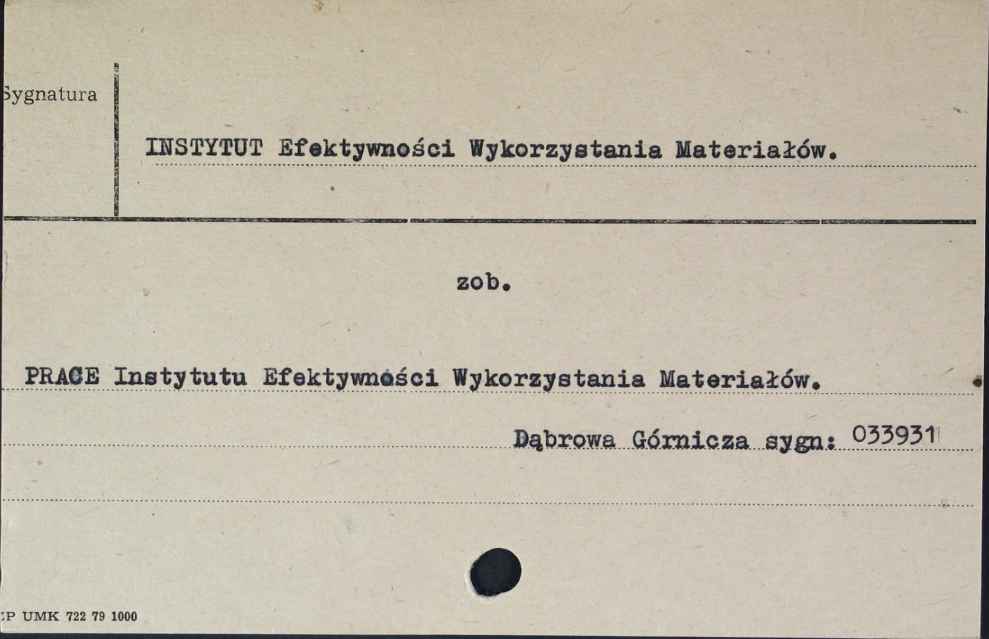 Sygnatura
INSTYTUT Efektywności Wykorzystania Materiałów.
zob.
PRACE Instytutu Efektywności Wykorzystania Materiałów.
Dąbrowa Górnicza sygn: 033931
UMK 722 79 1000